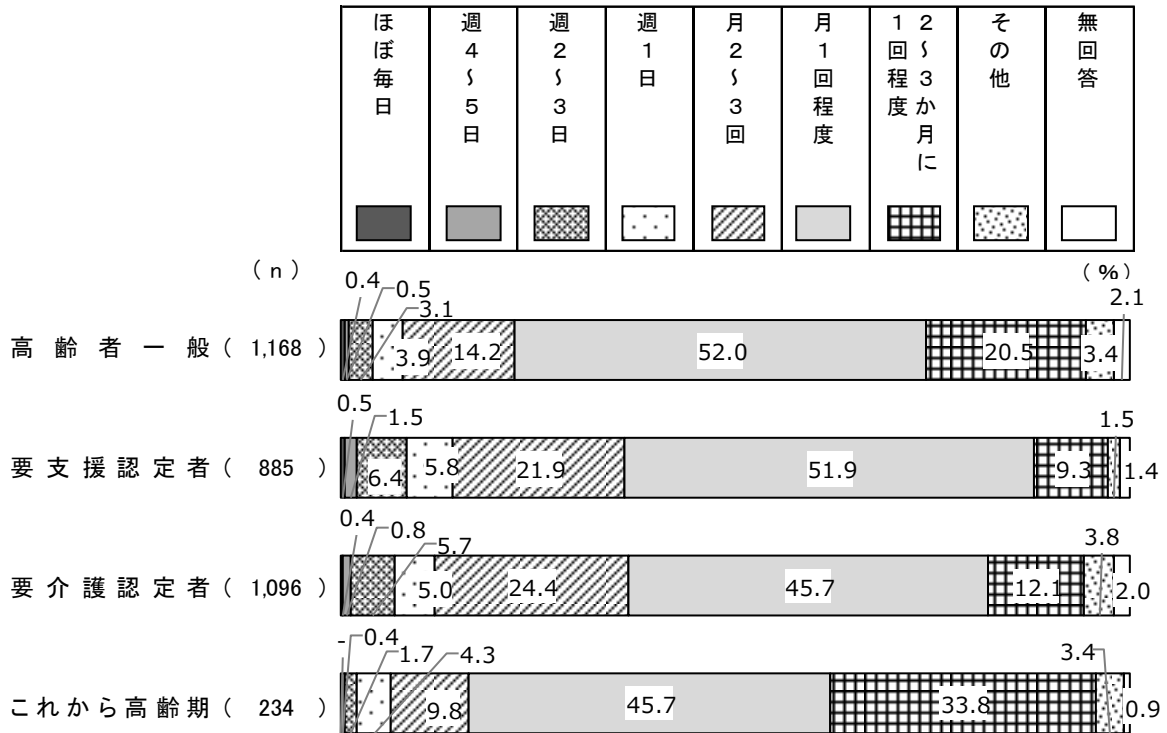 ほぼ毎日
週4~5日
週2~3日
週1日
月2~3回
月1回程度
2~3か月に
1回程度
その他
無回答
(n)
(%)
0.4 0.5 3.1 2.1
高齢者一般( 1,168 ) 3.9 14.2 52.0 20.5 3.4
0.5 1.5 1.5
要支援認定者( 885 ) 6.4 5.8 21.9 51.9 9.3 1.4
0.4 0.8 5.7 3.8
要介護認定者( 1,096 ) 5.0 24.4 45.7 12.1 2.0
- 0.4 1.7 4.3 3.4
これから高齢期( 234 ) 9.8 45.7 33.8 0.9